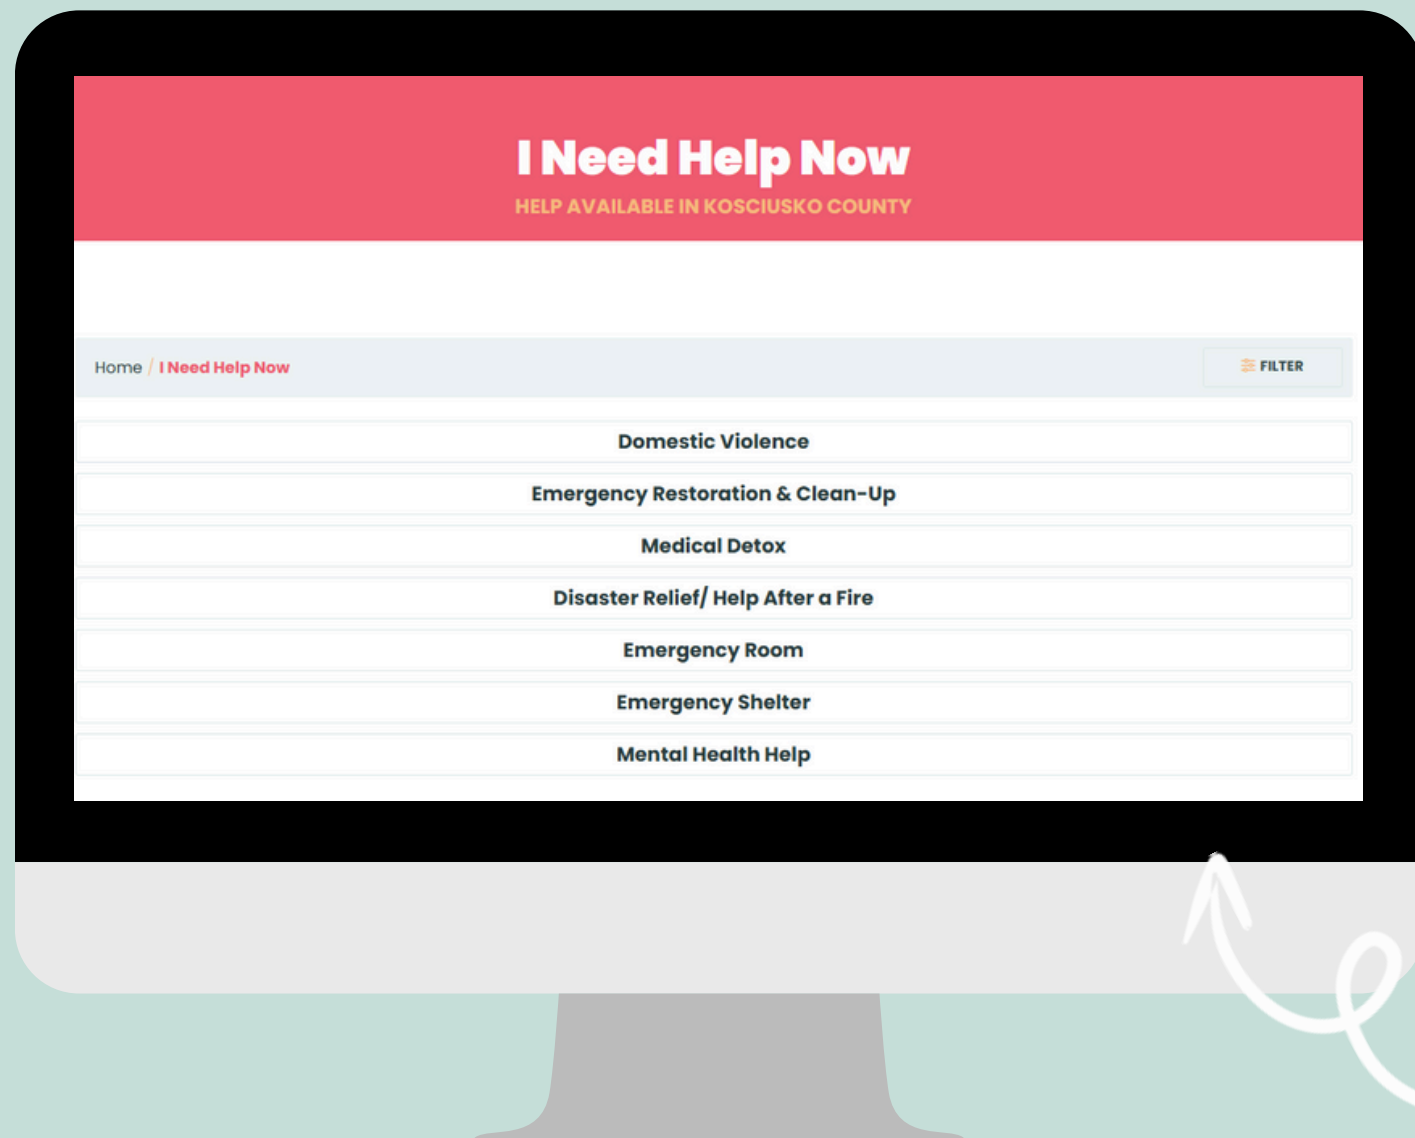 I Need Help Now
HELP AVAILABLE IN KOSCIUSKO COUNTY
Home / I Need Help Now
FILTER
Domestic Violence
Emergency Restoration & Clean-Up
Medical Detox
Disaster Relief/ Help After a Fire
Emergency Room
Emergency Shelter
Mental Health Help